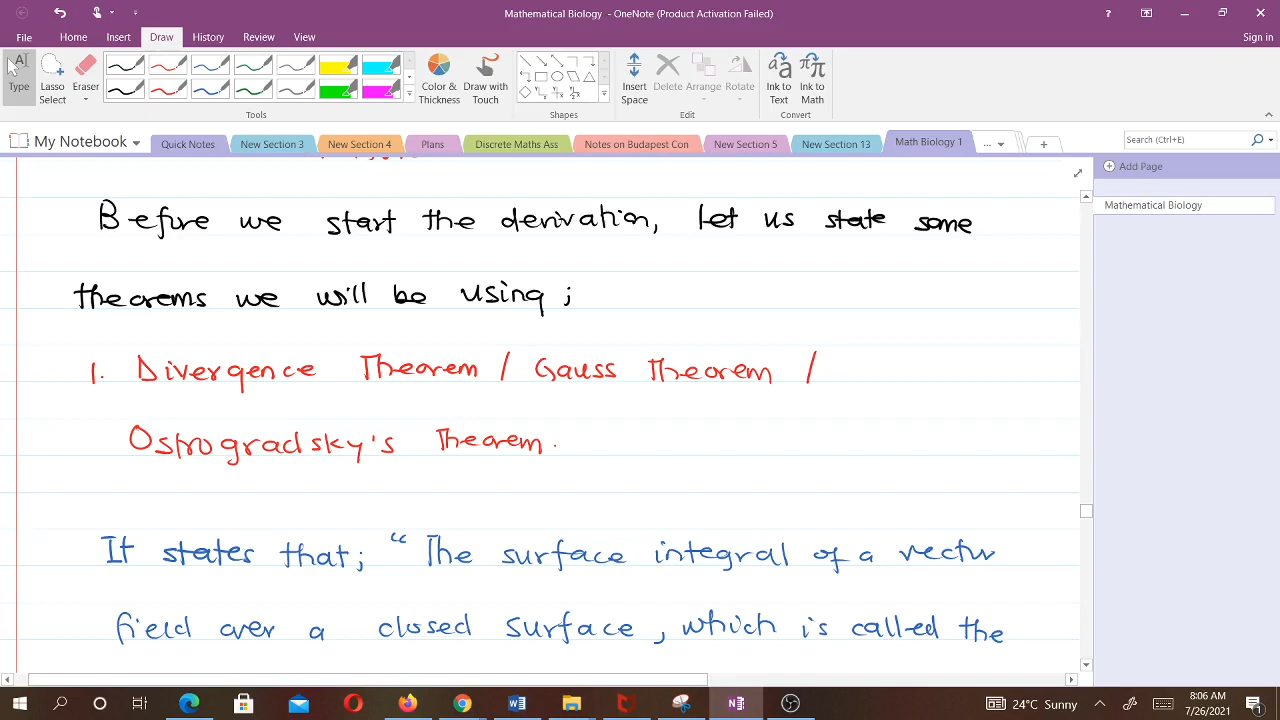 Mathematical Biology - OneNote (Product Activation Failed)
File Home Insert Draw History Review View
Sign in
Type
Lasso Select
Eraser
Color & Thickness
Draw with Touch
Insert Space
Delete
Arrange
Rotate
Ink to Text
Ink to Math
Tools
Shapes
Edit
Convert
My Notebook
Quick Notes
New Section 3
New Section 4
Plans
Discrete Maths Ass
Notes on Budapest Con
New Section 5
New Section 13
Math Biology 1
Search (Ctrl+E)
Add Page
Mathematical Biology
Before we start the derivation, let us state some
theorems we will be using ;
1. Divergence Theorem / Gauss Theorem /
Ostrogradsky's Theorem.
It states that; “ The surface integral of a vector
field over a closed surface, which is called the
24°C Sunny
8:06 AM
7/26/2021